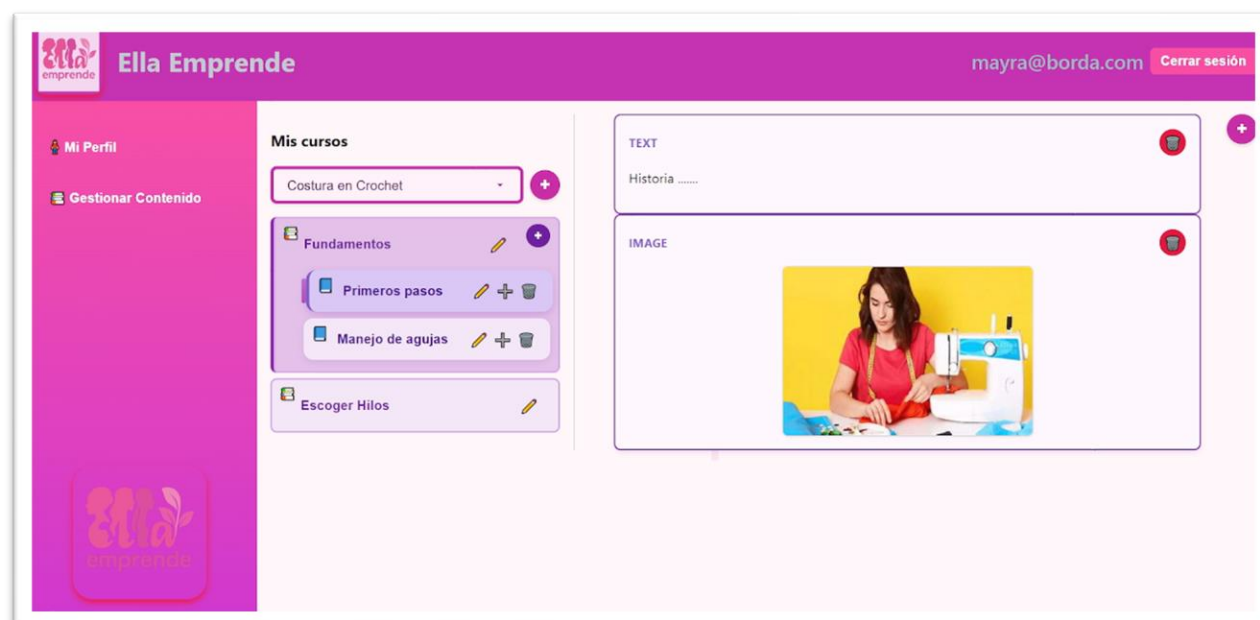 Ella
emprende
Ella Emprende
mayra@borda.com
Cerrar sesión
Mi Perfil
Gestionar Contenido
Ella
emprende
Mis cursos
Costura en Crochet
Fundamentos
Primeros pasos
Manejo de agujas
Escoger Hilos
TEXT
Historia .......
IMAGE